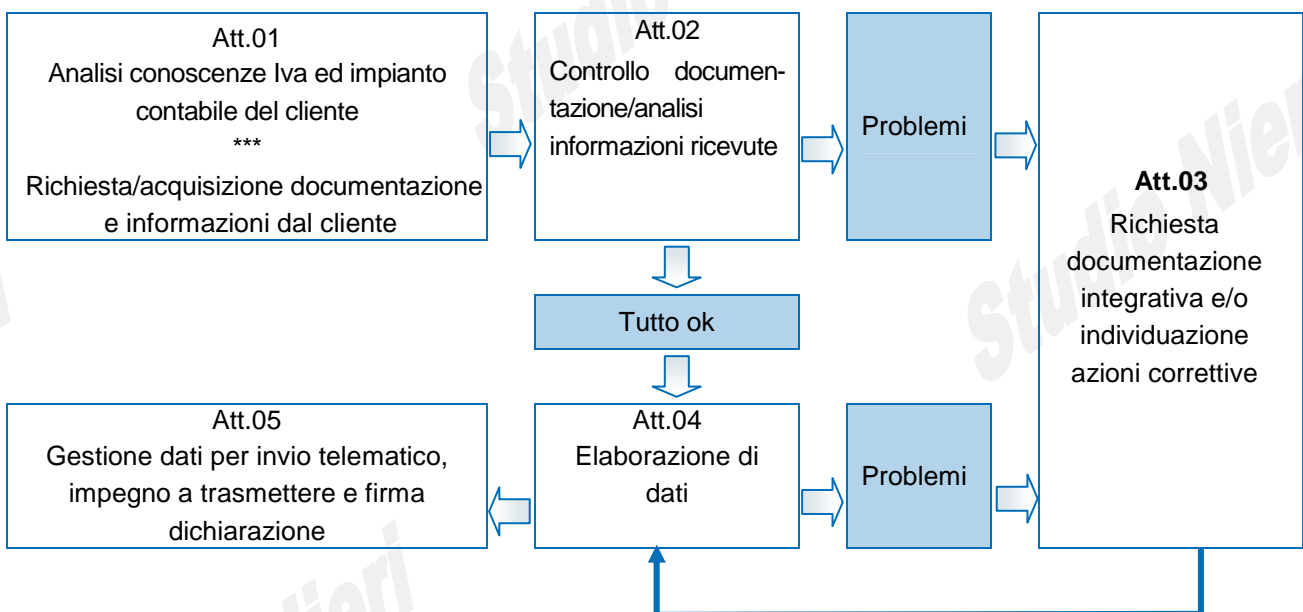 Att.01
Analisi conoscenze Iva ed impianto
contabile del cliente
***
Richiesta/acquisizione documentazione
e informazioni dal cliente
Att.02
Controllo documen-
tazione/analisi
informazioni ricevute
Problemi
Att.03
Richiesta
documentazione
integrativa e/o
individuazione
azioni correttive
Tutto ok
Att.05
Gestione dati per invio telematico,
impegno a trasmettere e firma
dichiarazione
Att.04
Elaborazione di
dati
Problemi
Studio
Studio Nieri